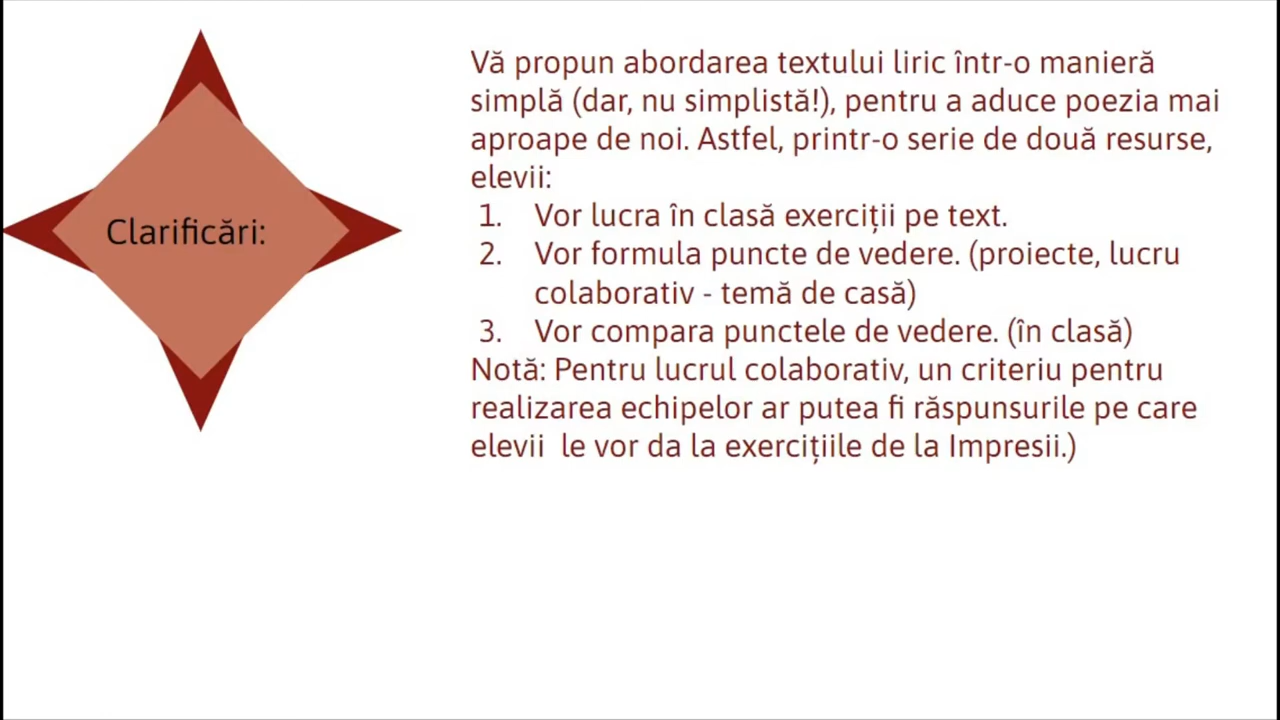 Clarificări:
Vă propun abordarea textului liric într-o manieră
simplă (dar, nu simplistă!), pentru a aduce poezia mai
aproape de noi. Astfel, printr-o serie de două resurse,
elevii:
1. Vor lucra în clasă exerciții pe text.
2. Vor formula puncte de vedere. (proiecte, lucru
colaborativ - temă de casă)
3. Vor compara punctele de vedere. (în clasă)
Notă: Pentru lucrul colaborativ, un criteriu pentru
realizarea echipelor ar putea fi răspunsurile pe care
elevii  le vor da la exercițiile de la Impresii.)